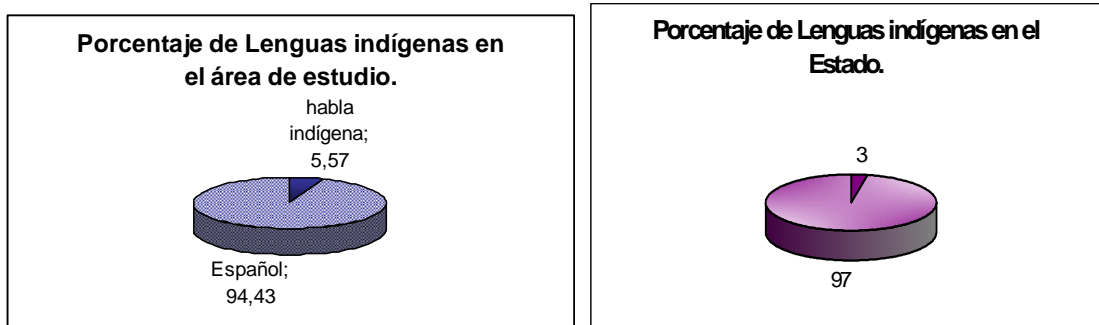 Porcentaje de Lenguas indígenas en
el área de estudio.
habla
indígena;
5,57
Español;
94,43
Porcentaje de Lenguas indígenas en el
Estado.
3
97